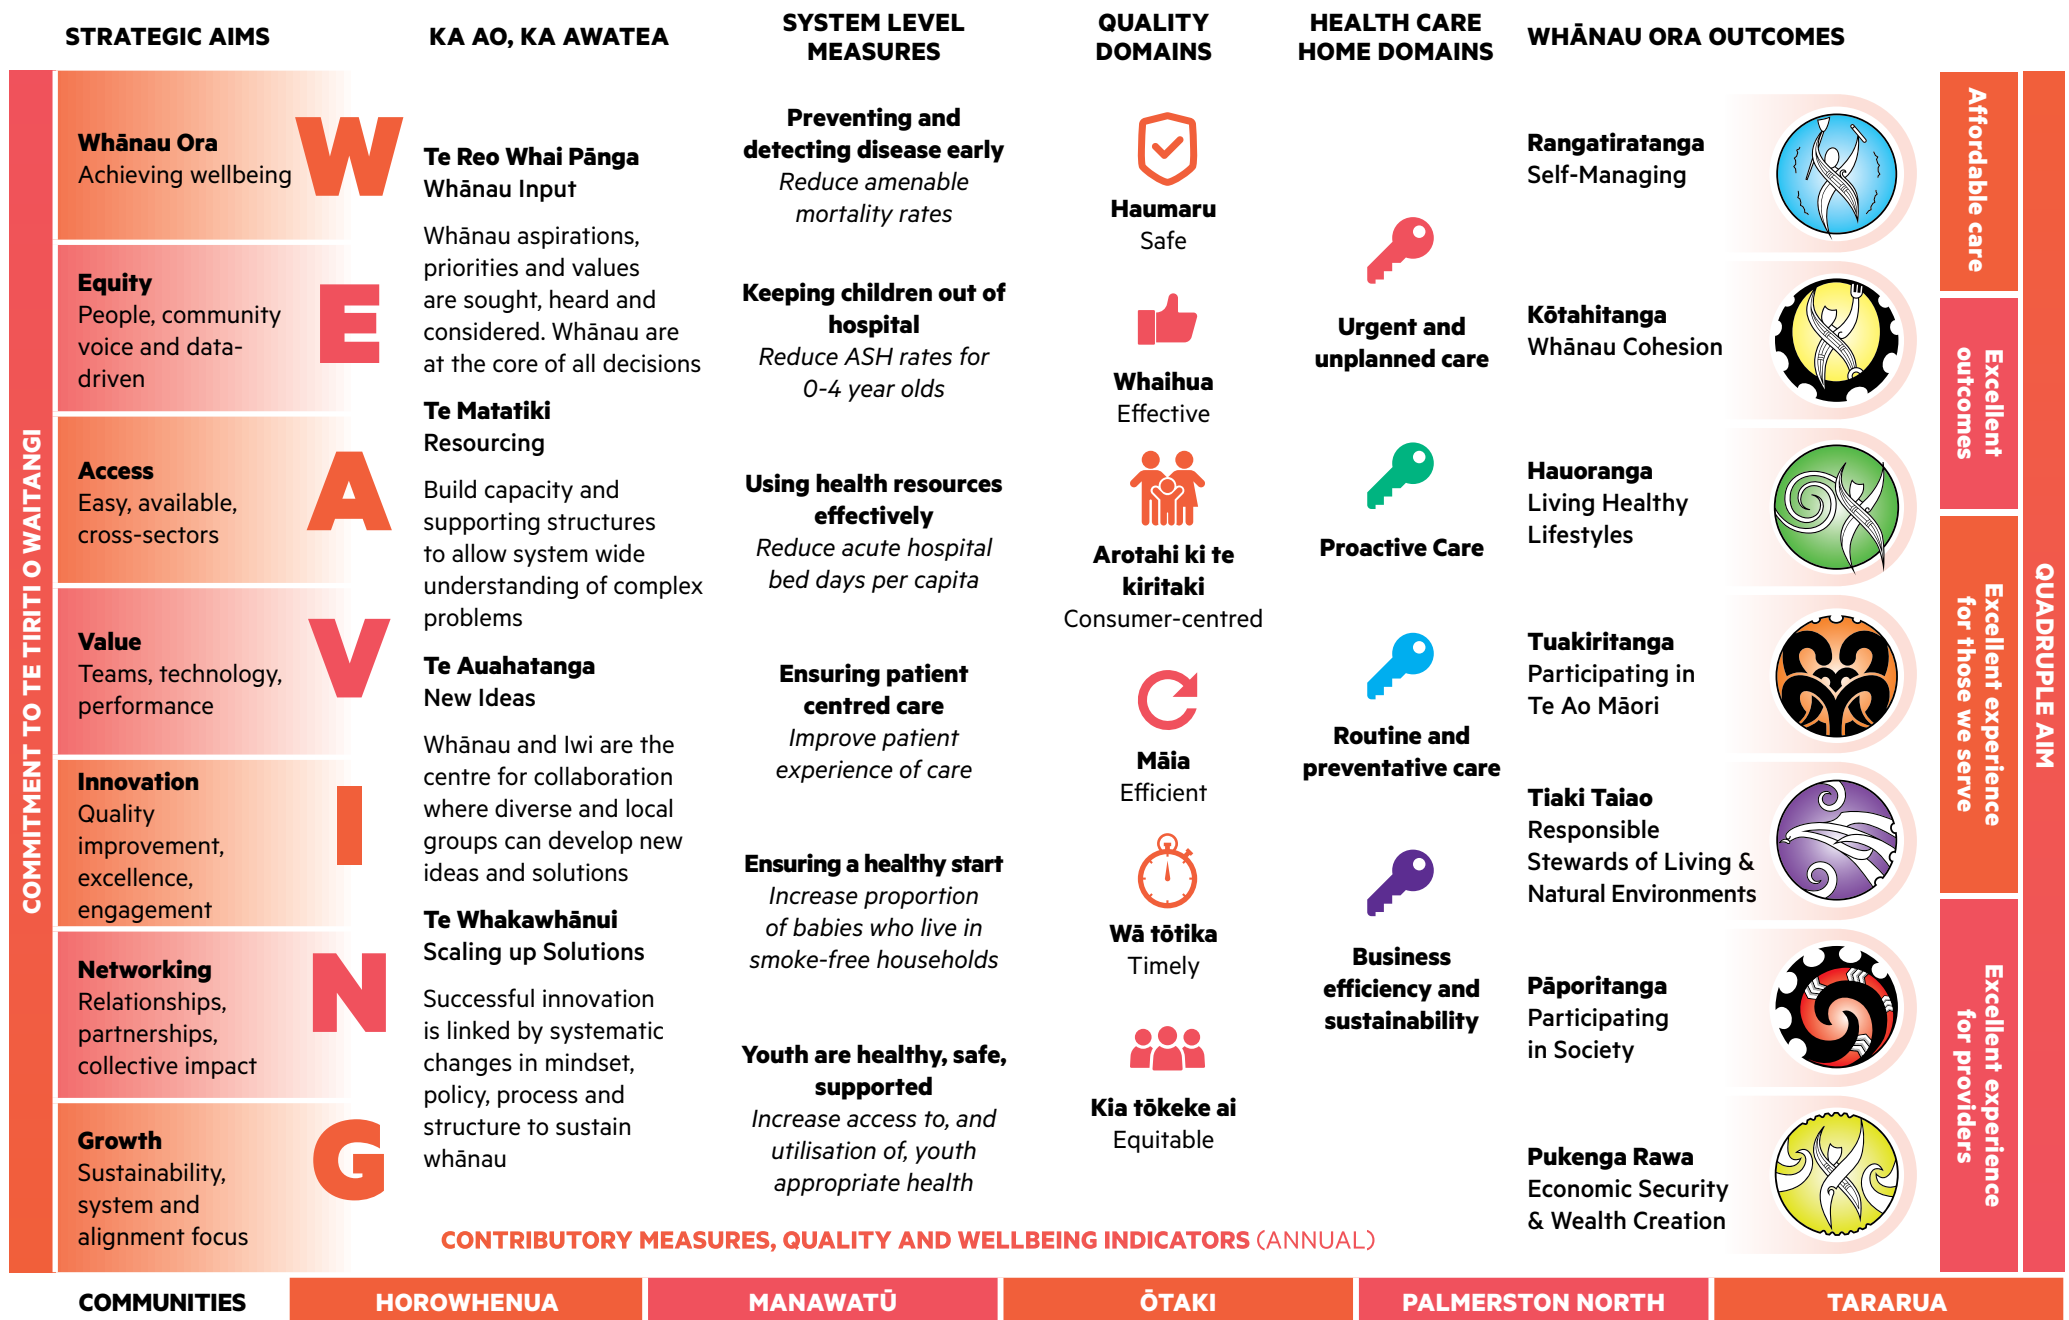 STRATEGIC AIMS
KA AO, KA AWATEA
SYSTEM LEVEL
MEASURES
QUALITY
DOMAINS
HEALTH CARE
HOME DOMAINS
WHĀNAU ORA OUTCOMES
COMMITMENT TO TE TIRITI O WAITANGI
Whānau Ora
Achieving wellbeing
W
Equity
People, community
voice and data-
driven
E
Access
Easy, available,
cross-sectors
A
Value
Teams, technology,
performance
V
Innovation
Quality
improvement,
excellence,
engagement
I
Networking
Relationships,
partnerships,
collective impact
N
Growth
Sustainability,
system and
alignment focus
G
Te Reo Whai Pānga
Whānau Input
Whānau aspirations,
priorities and values
are sought, heard and
considered. Whānau are
at the core of all decisions
Te Matatiki
Resourcing
Build capacity and
supporting structures
to allow system wide
understanding of complex
problems
Te Auahatanga
New Ideas
Whānau and Iwi are the
centre for collaboration
where diverse and local
groups can develop new
ideas and solutions
Te Whakawhānui
Scaling up Solutions
Successful innovation
is linked by systematic
changes in mindset,
policy, process and
structure to sustain
whānau
Preventing and
detecting disease early
Reduce amenable
mortality rates
Keeping children out of
hospital
Reduce ASH rates for
0-4 year olds
Using health resources
effectively
Reduce acute hospital
bed days per capita
Ensuring patient
centred care
Improve patient
experience of care
Ensuring a healthy start
Increase proportion
of babies who live in
smoke-free households
Youth are healthy, safe,
supported
Increase access to, and
utilisation of, youth
appropriate health
Haumaru
Safe
Whaihua
Effective
Arotahi ki te
kiritaki
Consumer-centred
Māia
Efficient
Wā tōtika
Timely
Kia tōkeke ai
Equitable
Urgent and
unplanned care
Proactive Care
Routine and
preventative care
Business
efficiency and
sustainability
Rangatiratanga
Self-Managing
Kōtahitanga
Whānau Cohesion
Hauoranga
Living Healthy
Lifestyles
Tuakiritanga
Participating in
Te Ao Māori
Tiaki Taiao
Responsible
Stewards of Living &
Natural Environments
Pāporitanga
Participating
in Society
Pukenga Rawa
Economic Security
& Wealth Creation
Affordable care
Excellent
outcomes
Excellent experience
for those we serve
Excellent experience
for providers
QUADRUPLE AIM
CONTRIBUTORY MEASURES, QUALITY AND WELLBEING INDICATORS (ANNUAL)
COMMUNITIES
HOROWHENUA
MANAWATŪ
ŌTAKI
PALMERSTON NORTH
TARARUA